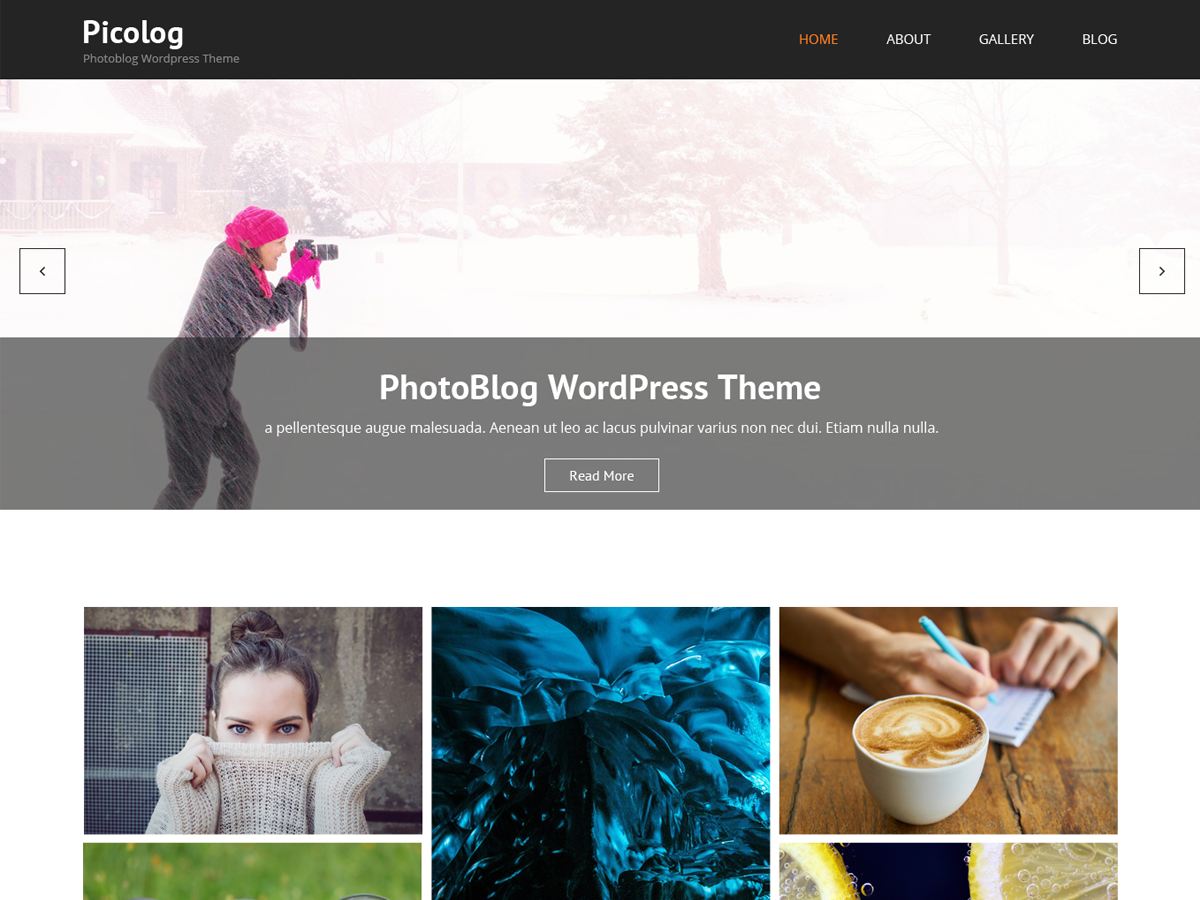 Picolog
Photoblog Wordpress Theme
HOME
ABOUT
GALLERY
BLOG
PhotoBlog WordPress Theme
a pellentesque augue malesuada. Aenean ut leo ac lacus pulvinar varius non nec dui. Etiam nulla nulla.
Read More